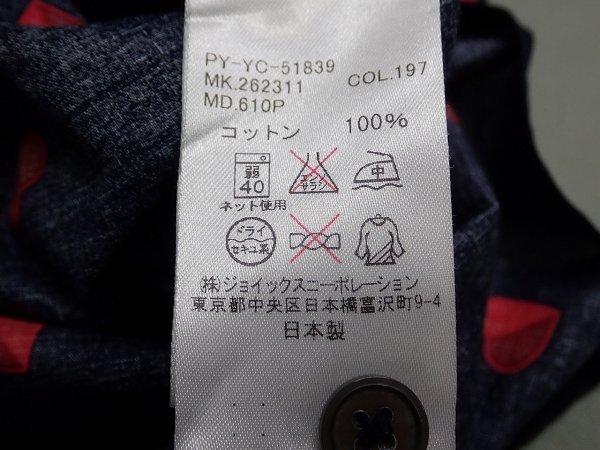 PY-YC-51839
MK.262311 COL.197
MD.610P
コットン 100%
弱 エンソ サラシ 中
40
ネット使用
ドライ
セキユ系
㈱ジョイックスコーポレーション
東京都中央区日本橋富沢町9-4
日本製